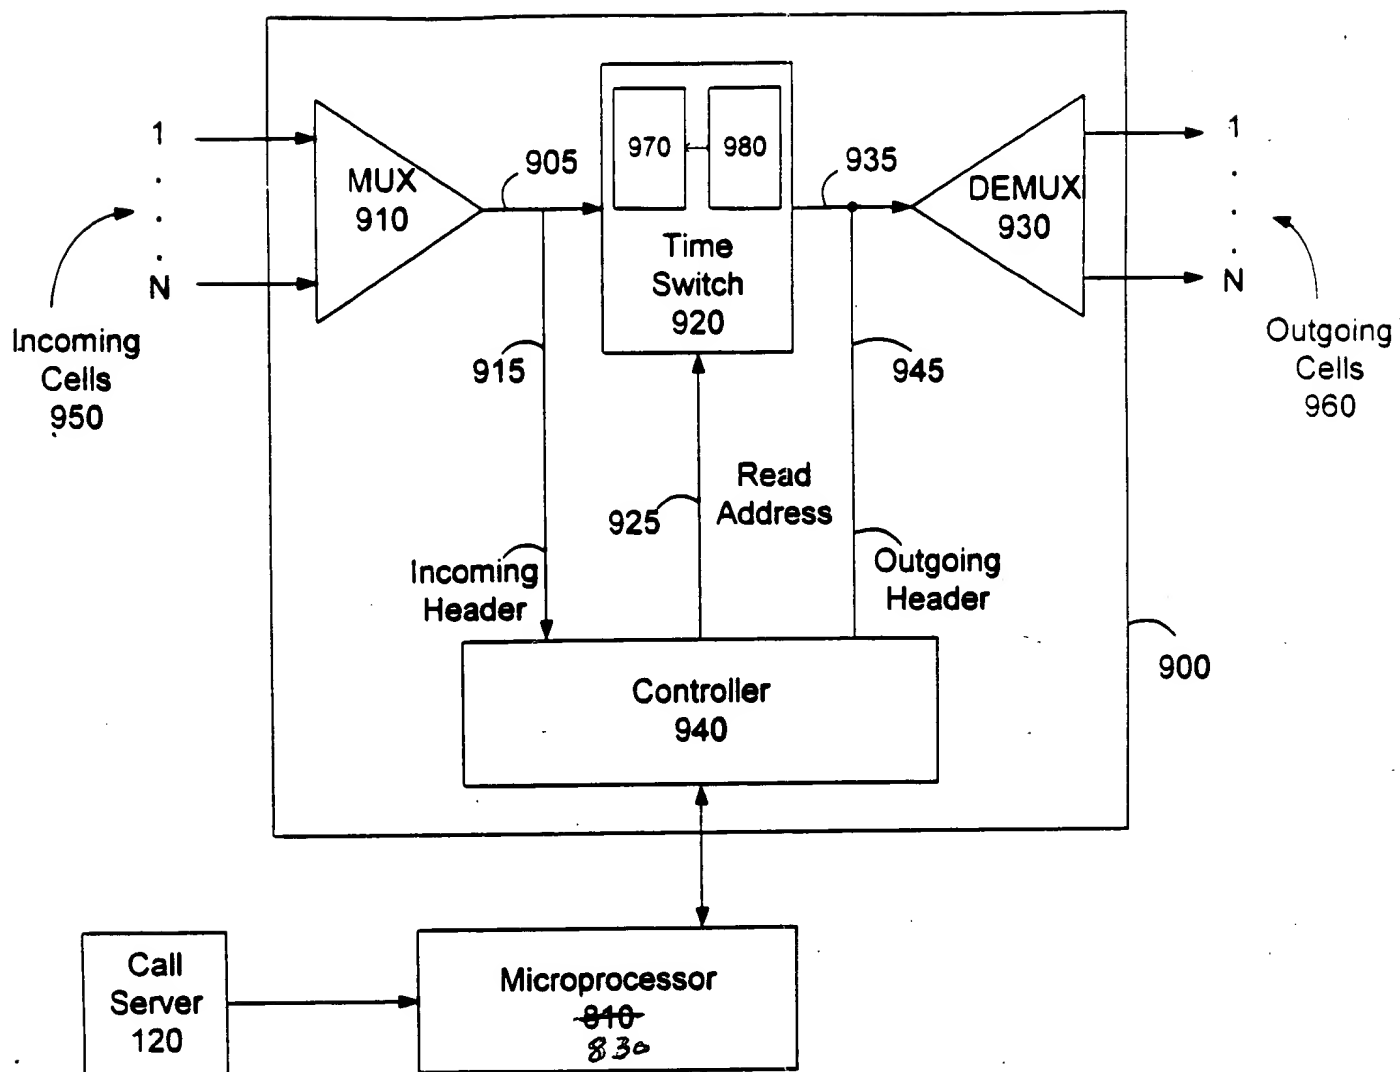 1
N
Incoming
Cells
950
MUX
910
905
970
980
Time
Switch
920
935
DEMUX
930
1
N
Outgoing
Cells
960
915
925
Read
Address
945
Incoming
Header
Outgoing
Header
Controller
940
900
Call
Server
120
Microprocessor
810
830